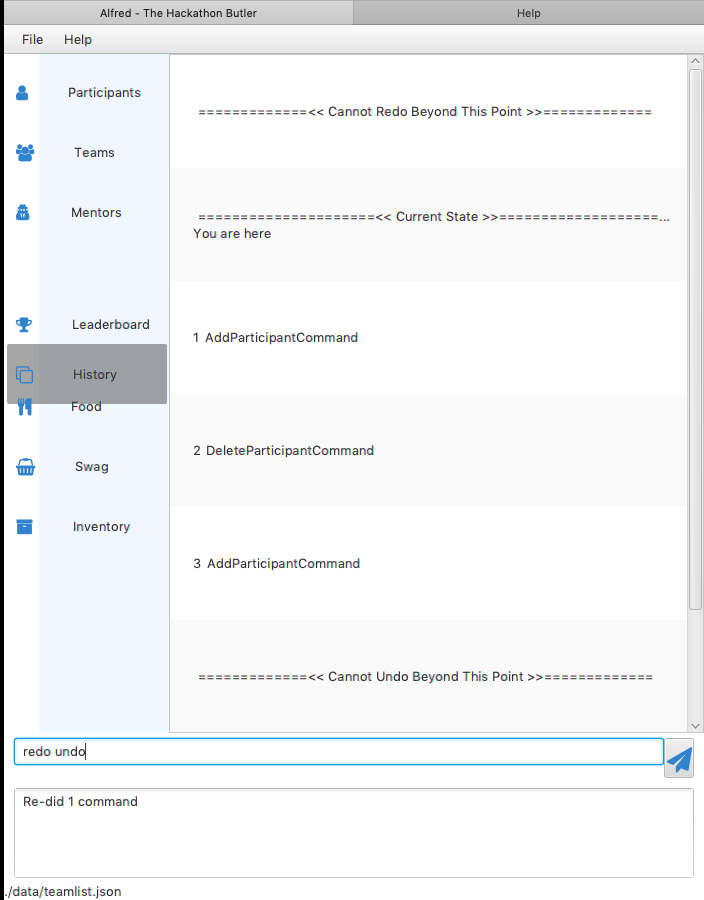 Alfred - The Hackathon Butler
Help
File
Help
Participants
Teams
Mentors
Leaderboard
History
Food
Swag
Inventory
=============<< Cannot Redo Beyond This Point >>=============
=====================<< Current State >>===================...
You are here
1 AddParticipantCommand
2 DeleteParticipantCommand
3 AddParticipantCommand
=============<< Cannot Undo Beyond This Point >>=============
redo undo
Re-did 1 command
./data/teamlist.json